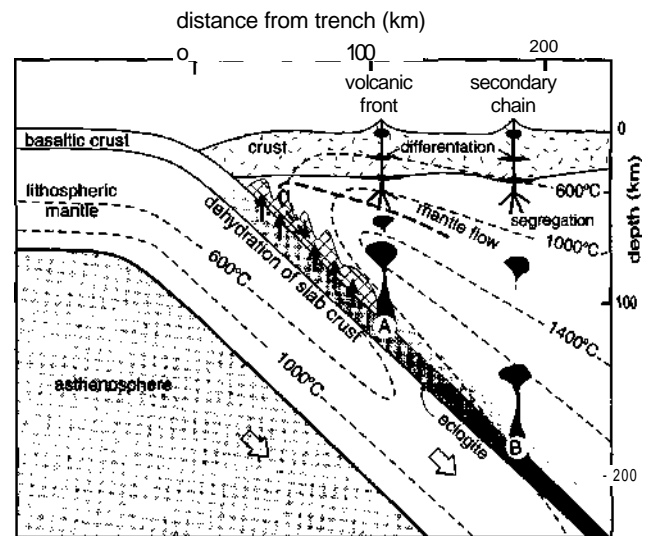 distance from trench (km)
0 100 200
volcanic front
secondary chain
0
basaltic crust
crust
differentation
lithospheric mantle
600°C
mantle flow
segregation
1000°C
depth (km)
dehydration of slab crust
600°C
100
A
1400°C
asthenosphere
1000°C
eclogite
B
200